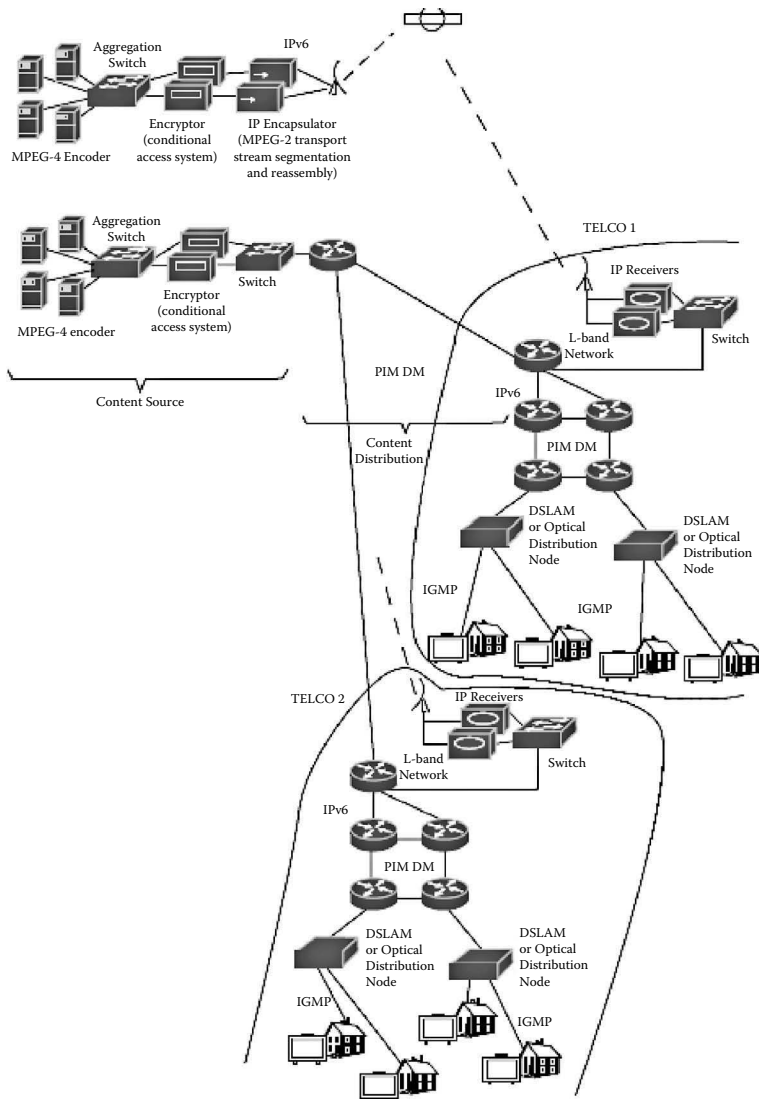 IPv6
Aggregation
Switch
Encryptor
(conditional
access system)
IP Encapsulator
(MPEG-2 transport
stream segmentation
and reassembly)
MPEG-4 Encoder
Aggregation
Switch
Switch
Encryptor
(conditional
access system)
MPEG-4 encoder
Content Source
PIM DM
Content
Distribution
TELCO 1
IP Receivers
L-band
Network
Switch
IPv6
PIM DM
DSLAM
or Optical
Distribution
Node
DSLAM
or Optical
Distribution
Node
IGMP
IGMP
TELCO 2
IP Receivers
L-band
Network
Switch
IPv6
PIM DM
DSLAM
or Optical
Distribution
Node
DSLAM
or Optical
Distribution
Node
IGMP
IGMP